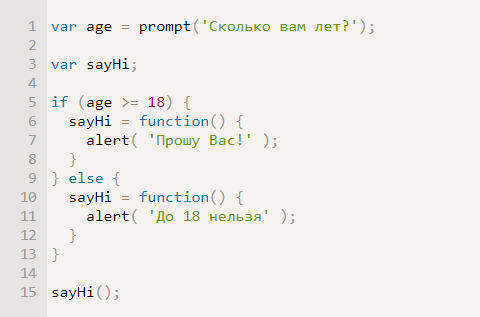 1 var age = prompt('Сколько вам лет?');
2
3 var sayHi;
4
5 if (age >= 18) {
6   sayHi = function() {
7     alert( 'Прошу Вас!' );
8   }
9 } else {
10   sayHi = function() {
11     alert( 'До 18 нельзя' );
12   }
13 }
14
15 sayHi();